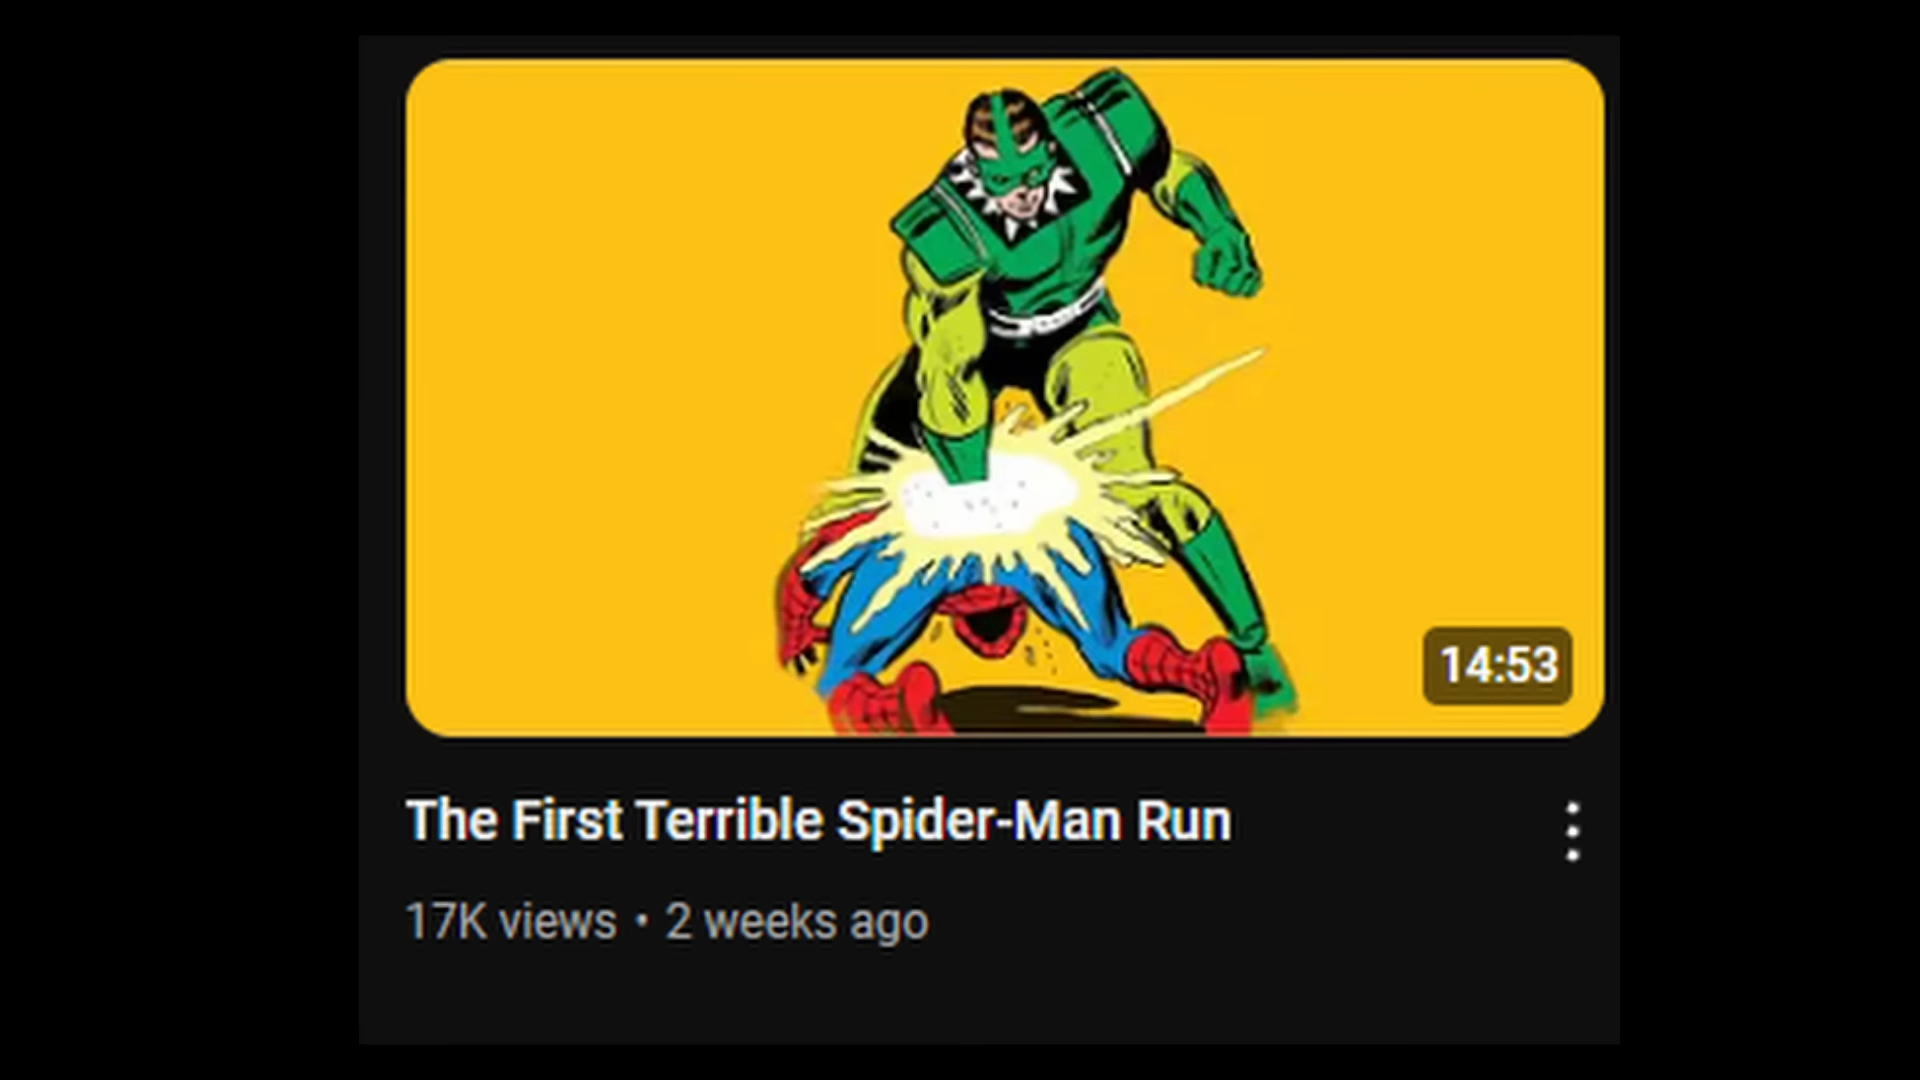 14:53
The First Terrible Spider-Man Run
17K views • 2 weeks ago